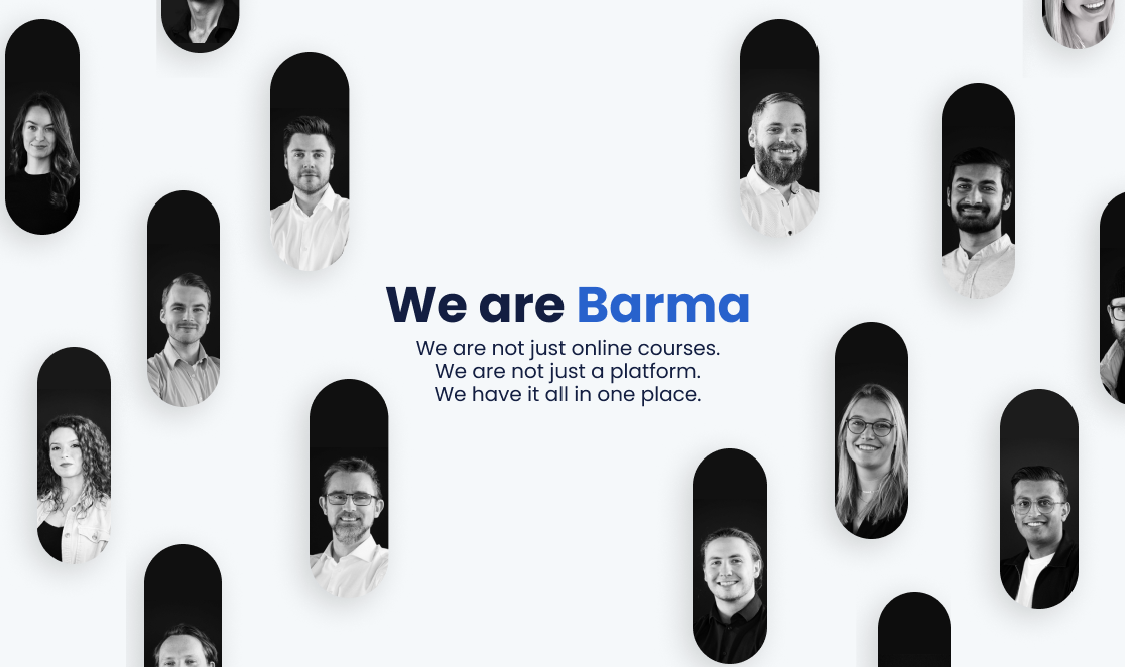 We are Barma
We are not just online courses.
We are not just a platform.
We have it all in one place.